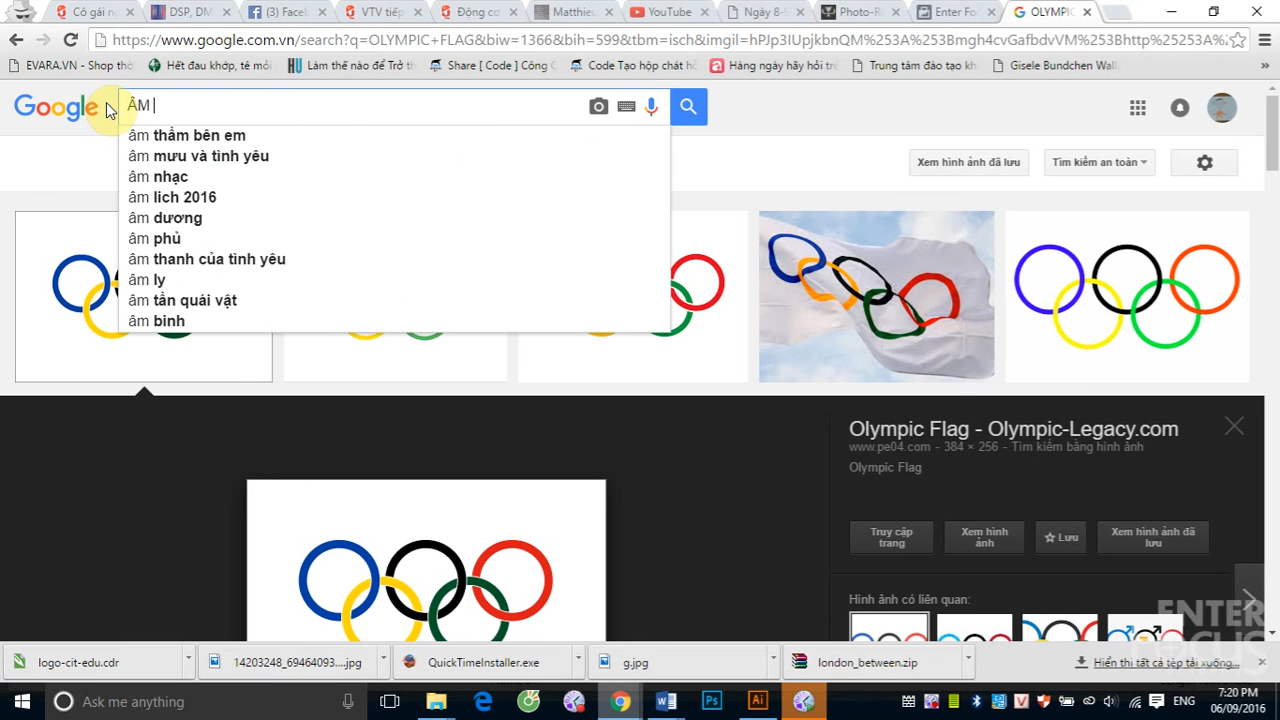 Cô gái ng
DSP, DM
(3) Faceb
VTV tiếp
Động cơ
Matthieu
YouTube
Ngày 8-5
Photo-Re
Enter Foc
OLYMPIC
https://www.google.com.vn/search?q=OLYMPIC+FLAG&biw=1366&bih=599&tbm=isch&imgil=hPJp3IUpjkbnQM%253A%253Bmgh4cvGafbdvVM%253Bhttp%25253A%
EVARA.VN - Shop thờ
Hết đau khớp, tê mỏi
Làm thế nào để Trở th
Share [ Code ] Công c
Code Tạo hộp chát h
Hàng ngày hãy hỏi trẻ
Trung tâm đào tạo kh
Gisele Bundchen Wall
»
Google
ÂM
âm thầm bên em
âm mưu và tình yêu
âm nhạc
âm lich 2016
âm dương
âm phủ
âm thanh của tình yêu
âm ly
âm tần quái vật
âm binh
Xem hình ảnh đã lưu
Tìm kiếm an toàn
Olympic Flag - Olympic-Legacy.com
www.pe04.com - 384 × 256 - Tìm kiếm bằng hình ảnh
Olympic Flag
Truy cập trang
Xem hình ảnh
Lưu
Xem hình ảnh đã lưu
Hình ảnh có liên quan:
ENTER
FOCUS
logo-cit-edu.cdr
14203248_69464093....jpg
QuickTimeInstaller.exe
g.jpg
london_between.zip
Hiển thị tất cả tệp tải xuống...
Ask me anything
ENG
7:20 PM
06/09/2016